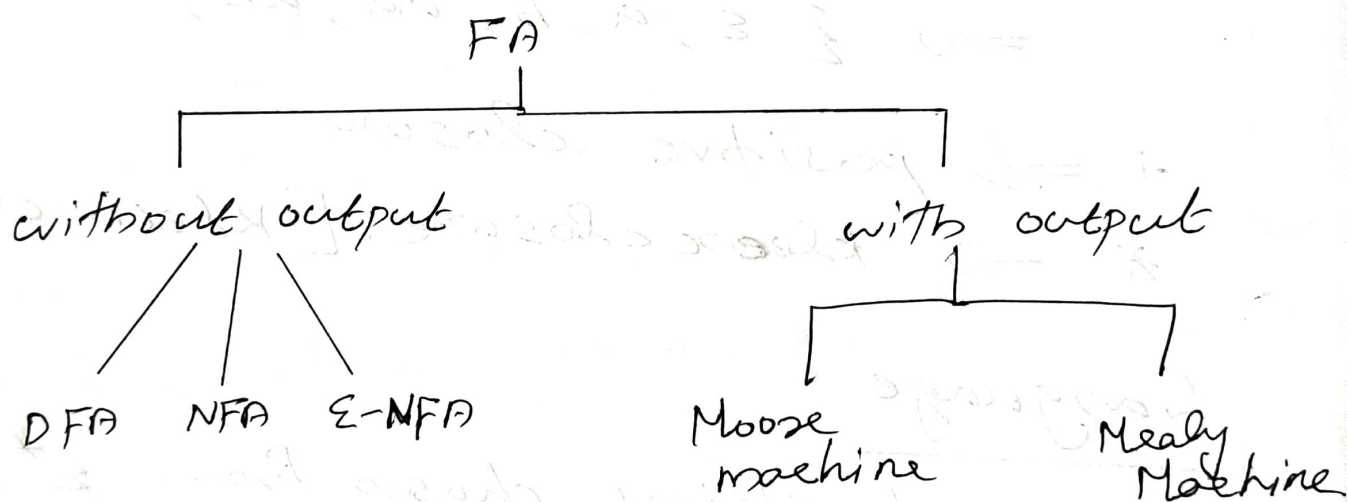 FA
without output
with output
DFA NFA ε-NFA
Moore machine
Mealy Machine